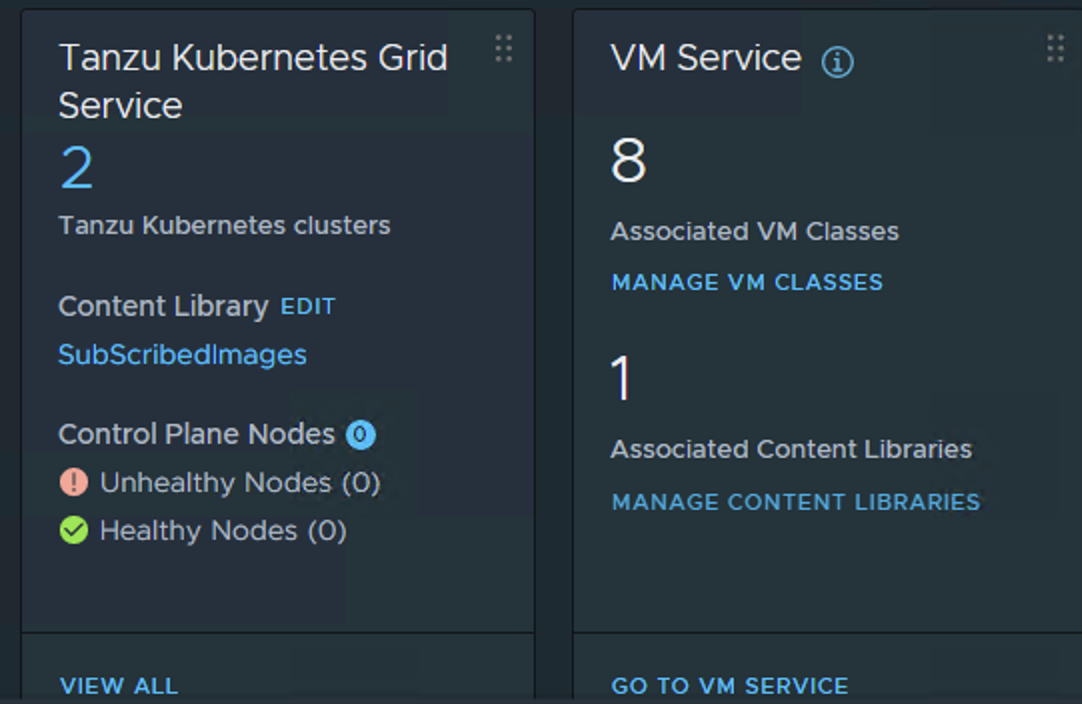 Tanzu Kubernetes Grid
Service
2
Tanzu Kubernetes clusters
Content Library EDIT
SubScribedImages
Control Plane Nodes 0
Unhealthy Nodes (0)
Healthy Nodes (0)
VIEW ALL
VM Service
8
Associated VM Classes
MANAGE VM CLASSES
1
Associated Content Libraries
MANAGE CONTENT LIBRARIES
GO TO VM SERVICE